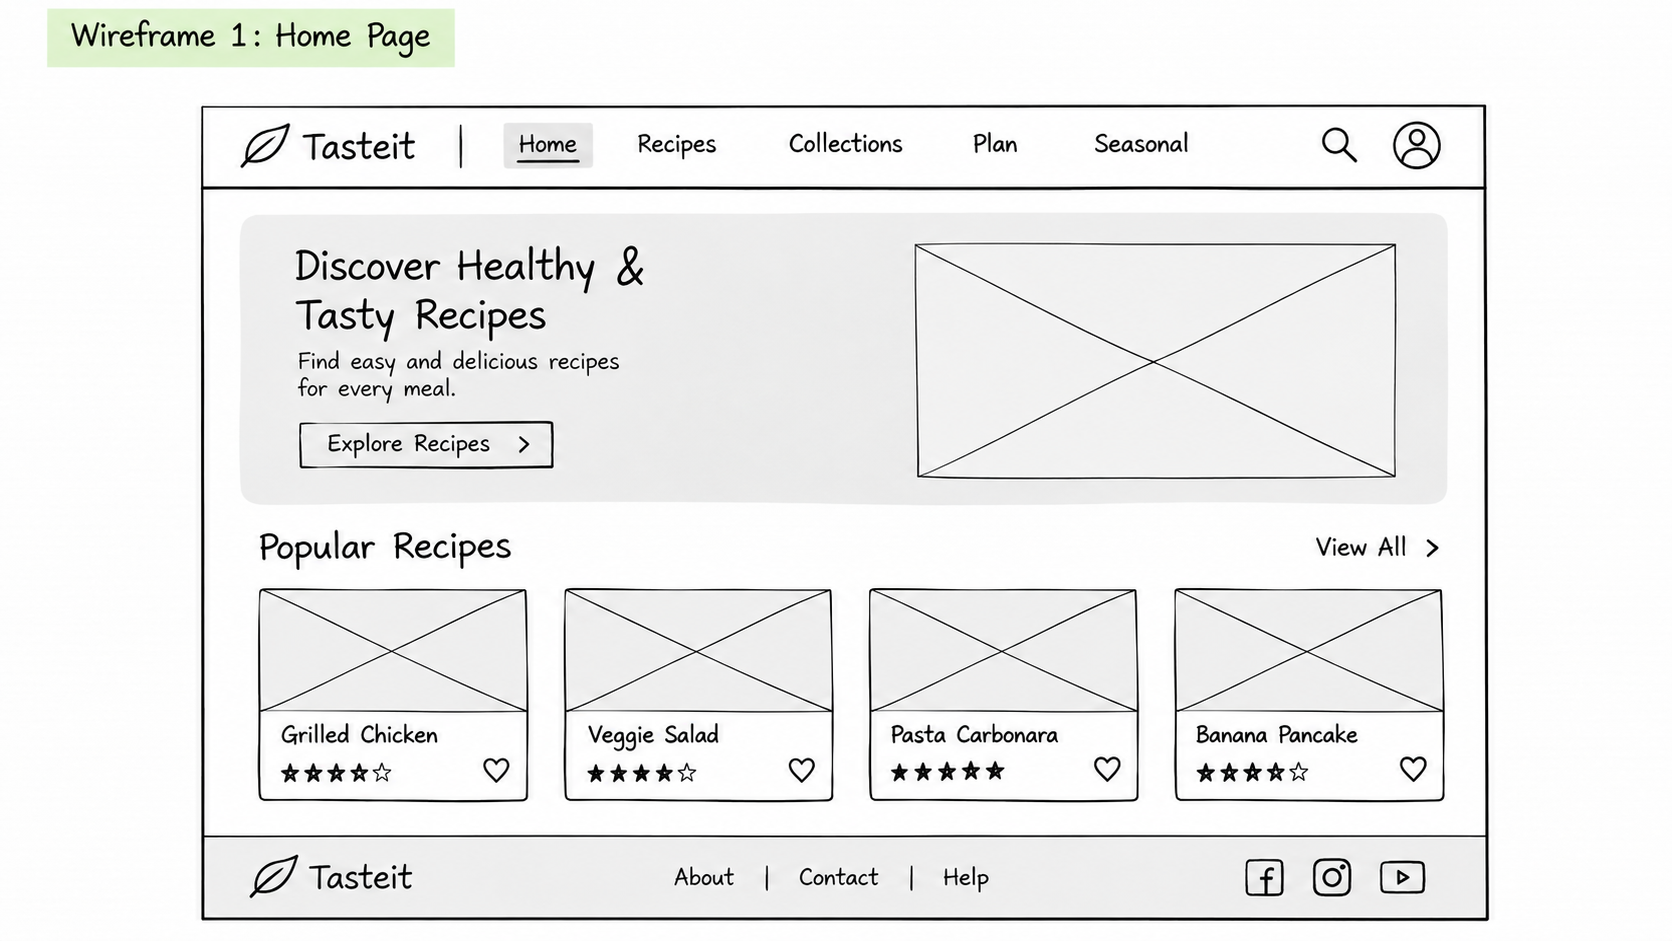 Wireframe 1: Home Page
Tasteit | Home Recipes Collections Plan Seasonal
Discover Healthy &
Tasty Recipes
Find easy and delicious recipes
for every meal.
Explore Recipes >
Popular Recipes
View All >
Grilled Chicken
Veggie Salad
Pasta Carbonara
Banana Pancake
Tasteit
About | Contact | Help